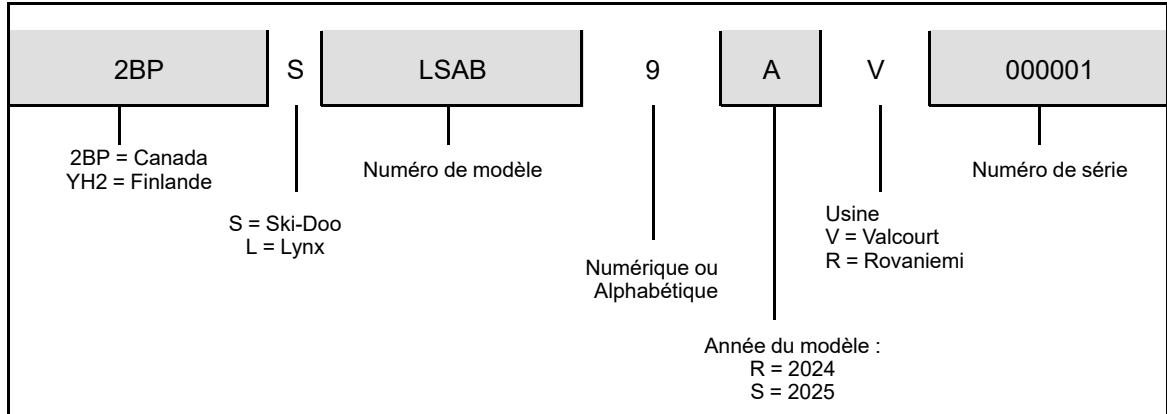 2BP S LSAB 9 A V 000001
2BP = Canada
YH2 = Finlande
Numéro de modèle
Numéro de série
S = Ski-Doo
L = Lynx
Usine
V = Valcourt
R = Rovaniemi
Numérique ou
Alphabétique
Année du modèle :
R = 2024
S = 2025